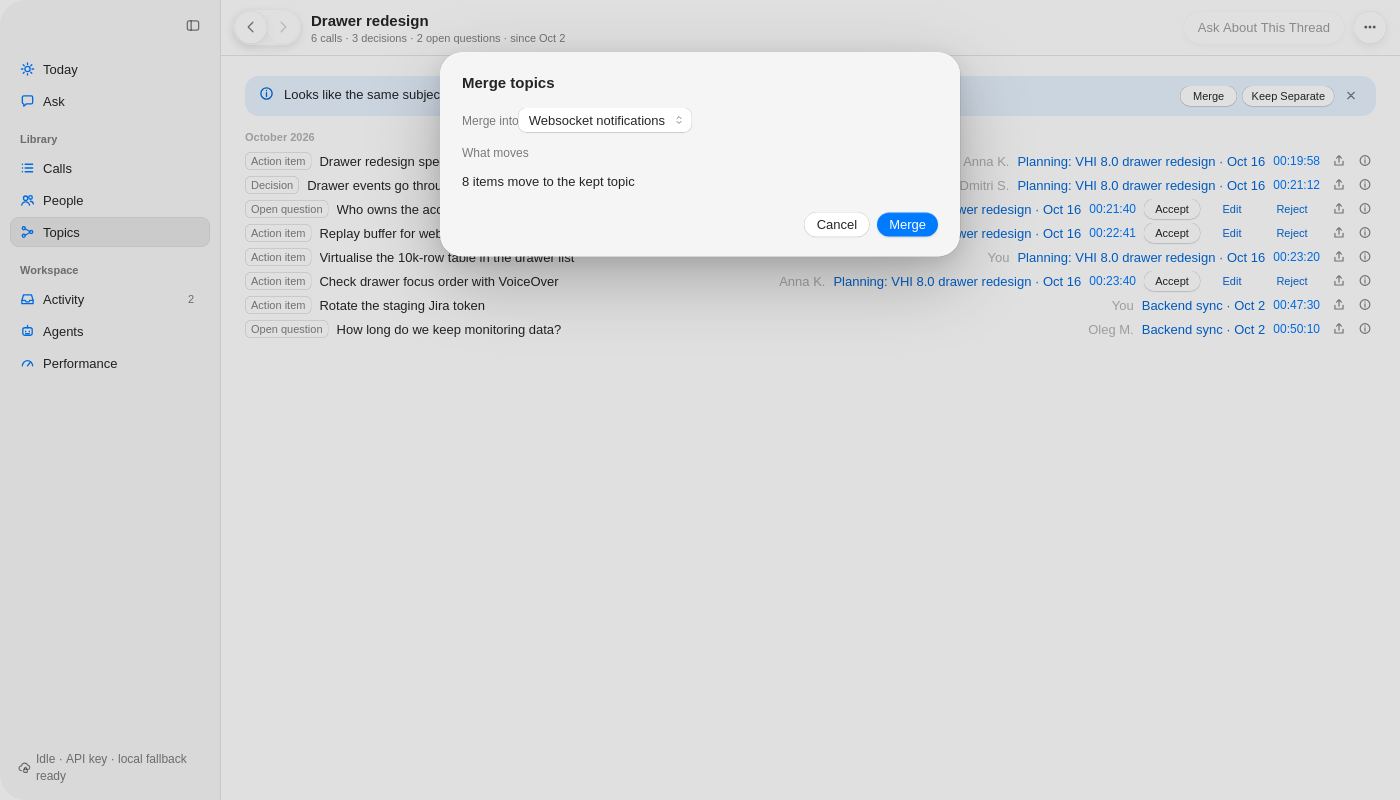 Drawer redesign
6 calls · 3 decisions · 2 open questions · since Oct 2
Ask About This Thread
Today
Ask
Library
Calls
People
Topics
Workspace
Activity 2
Agents
Performance
Idle · API key · local fallback
ready
Merge topics
Merge into Websocket notifications
What moves
8 items move to the kept topic
Cancel Merge
Looks like the same subjec
Merge Keep Separate
October 2026
Action item Drawer redesign spe Anna K. Planning: VHI 8.0 drawer redesign · Oct 16 00:19:58
Decision Drawer events go throu Dmitri S. Planning: VHI 8.0 drawer redesign · Oct 16 00:21:12
Open question Who owns the acc wer redesign · Oct 16 00:21:40 Accept Edit Reject
Action item Replay buffer for web wer redesign · Oct 16 00:22:41 Accept Edit Reject
Action item Virtualise the 10k-row table in the drawer list You Planning: VHI 8.0 drawer redesign · Oct 16 00:23:20
Action item Check drawer focus order with VoiceOver Anna K. Planning: VHI 8.0 drawer redesign · Oct 16 00:23:40 Accept Edit Reject
Action item Rotate the staging Jira token You Backend sync · Oct 2 00:47:30
Open question How long do we keep monitoring data? Oleg M. Backend sync · Oct 2 00:50:10